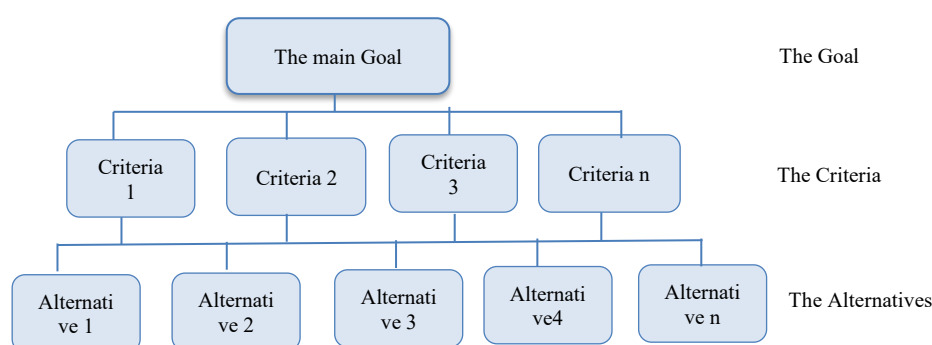 The main Goal
The Goal
Criteria
1
Criteria 2
Criteria
3
Criteria n
The Criteria
Alternati
ve 1
Alternati
ve 2
Alternati
ve 3
Alternati
ve4
Alternati
ve n
The Alternatives